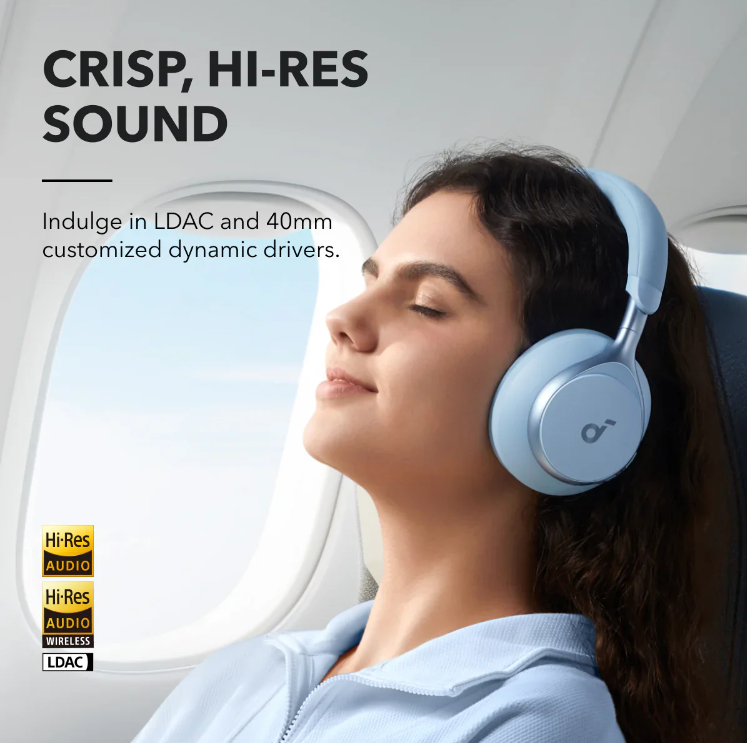 CRISP, HI-RES
SOUND
Indulge in LDAC and 40mm
customized dynamic drivers.
Hi-Res
AUDIO
Hi-Res
AUDIO
WIRELESS
LDAC